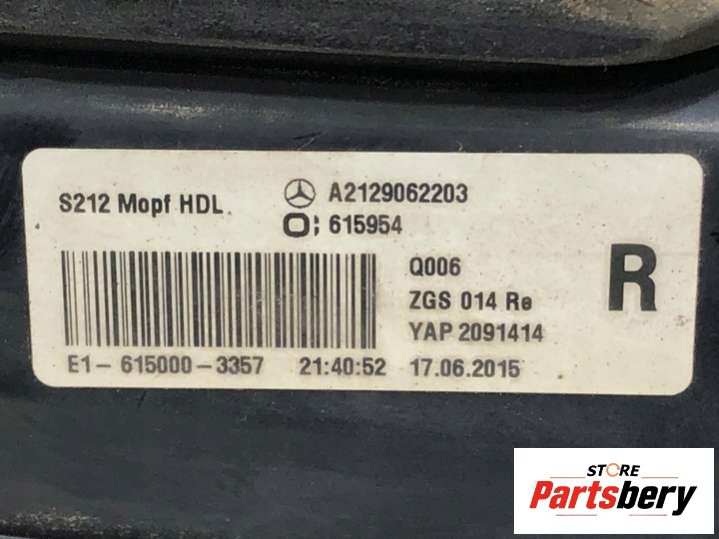 S212 Mopf HDL
A2129062203
615954
Q006
R
ZGS 014 Re
YAP 2091414
E1-615000-3357 21:40:52 17.06.2015
STORE
Partsbery